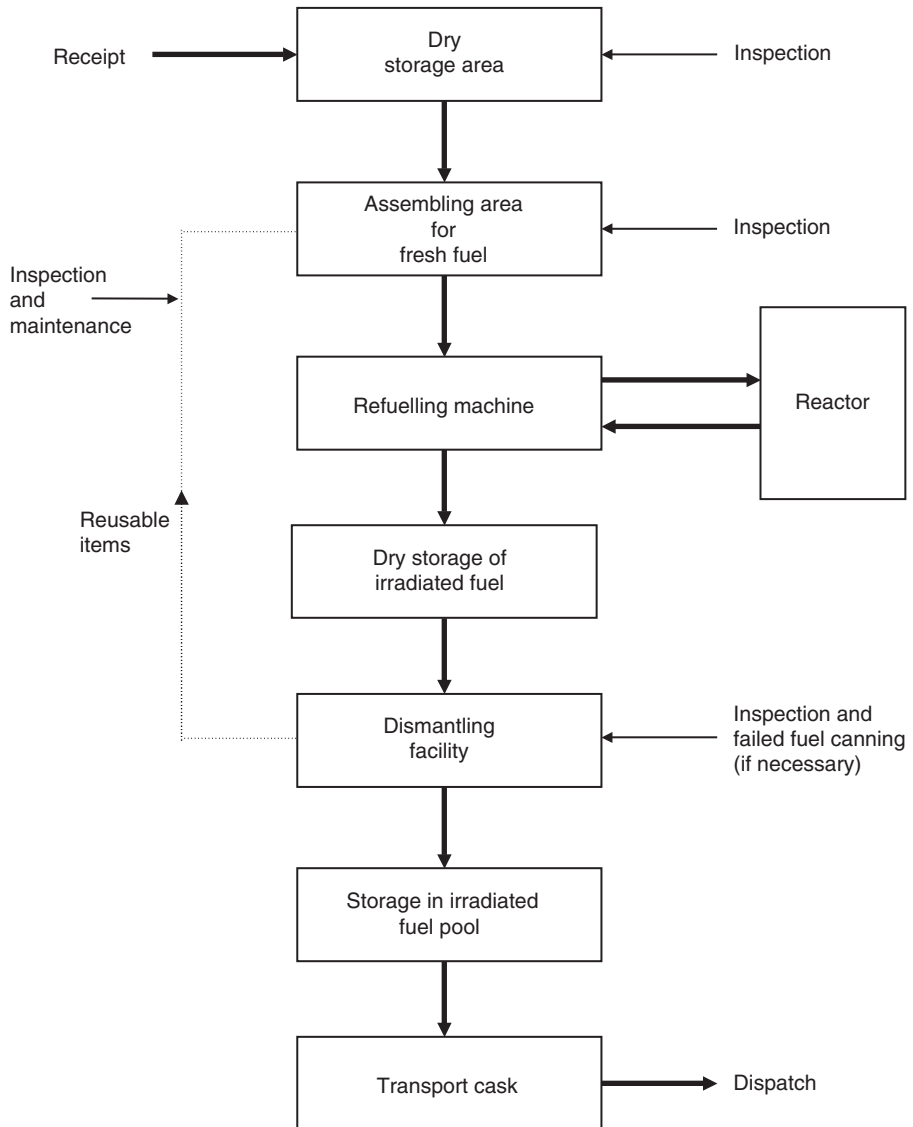 Receipt
Dry
storage area
Inspection
Assembling area
for
fresh fuel
Inspection
Inspection
and
maintenance
Refuelling machine
Reactor
Reusable
items
Dry storage of
irradiated fuel
Dismantling
facility
Inspection and
failed fuel canning
(if necessary)
Storage in irradiated
fuel pool
Transport cask
Dispatch